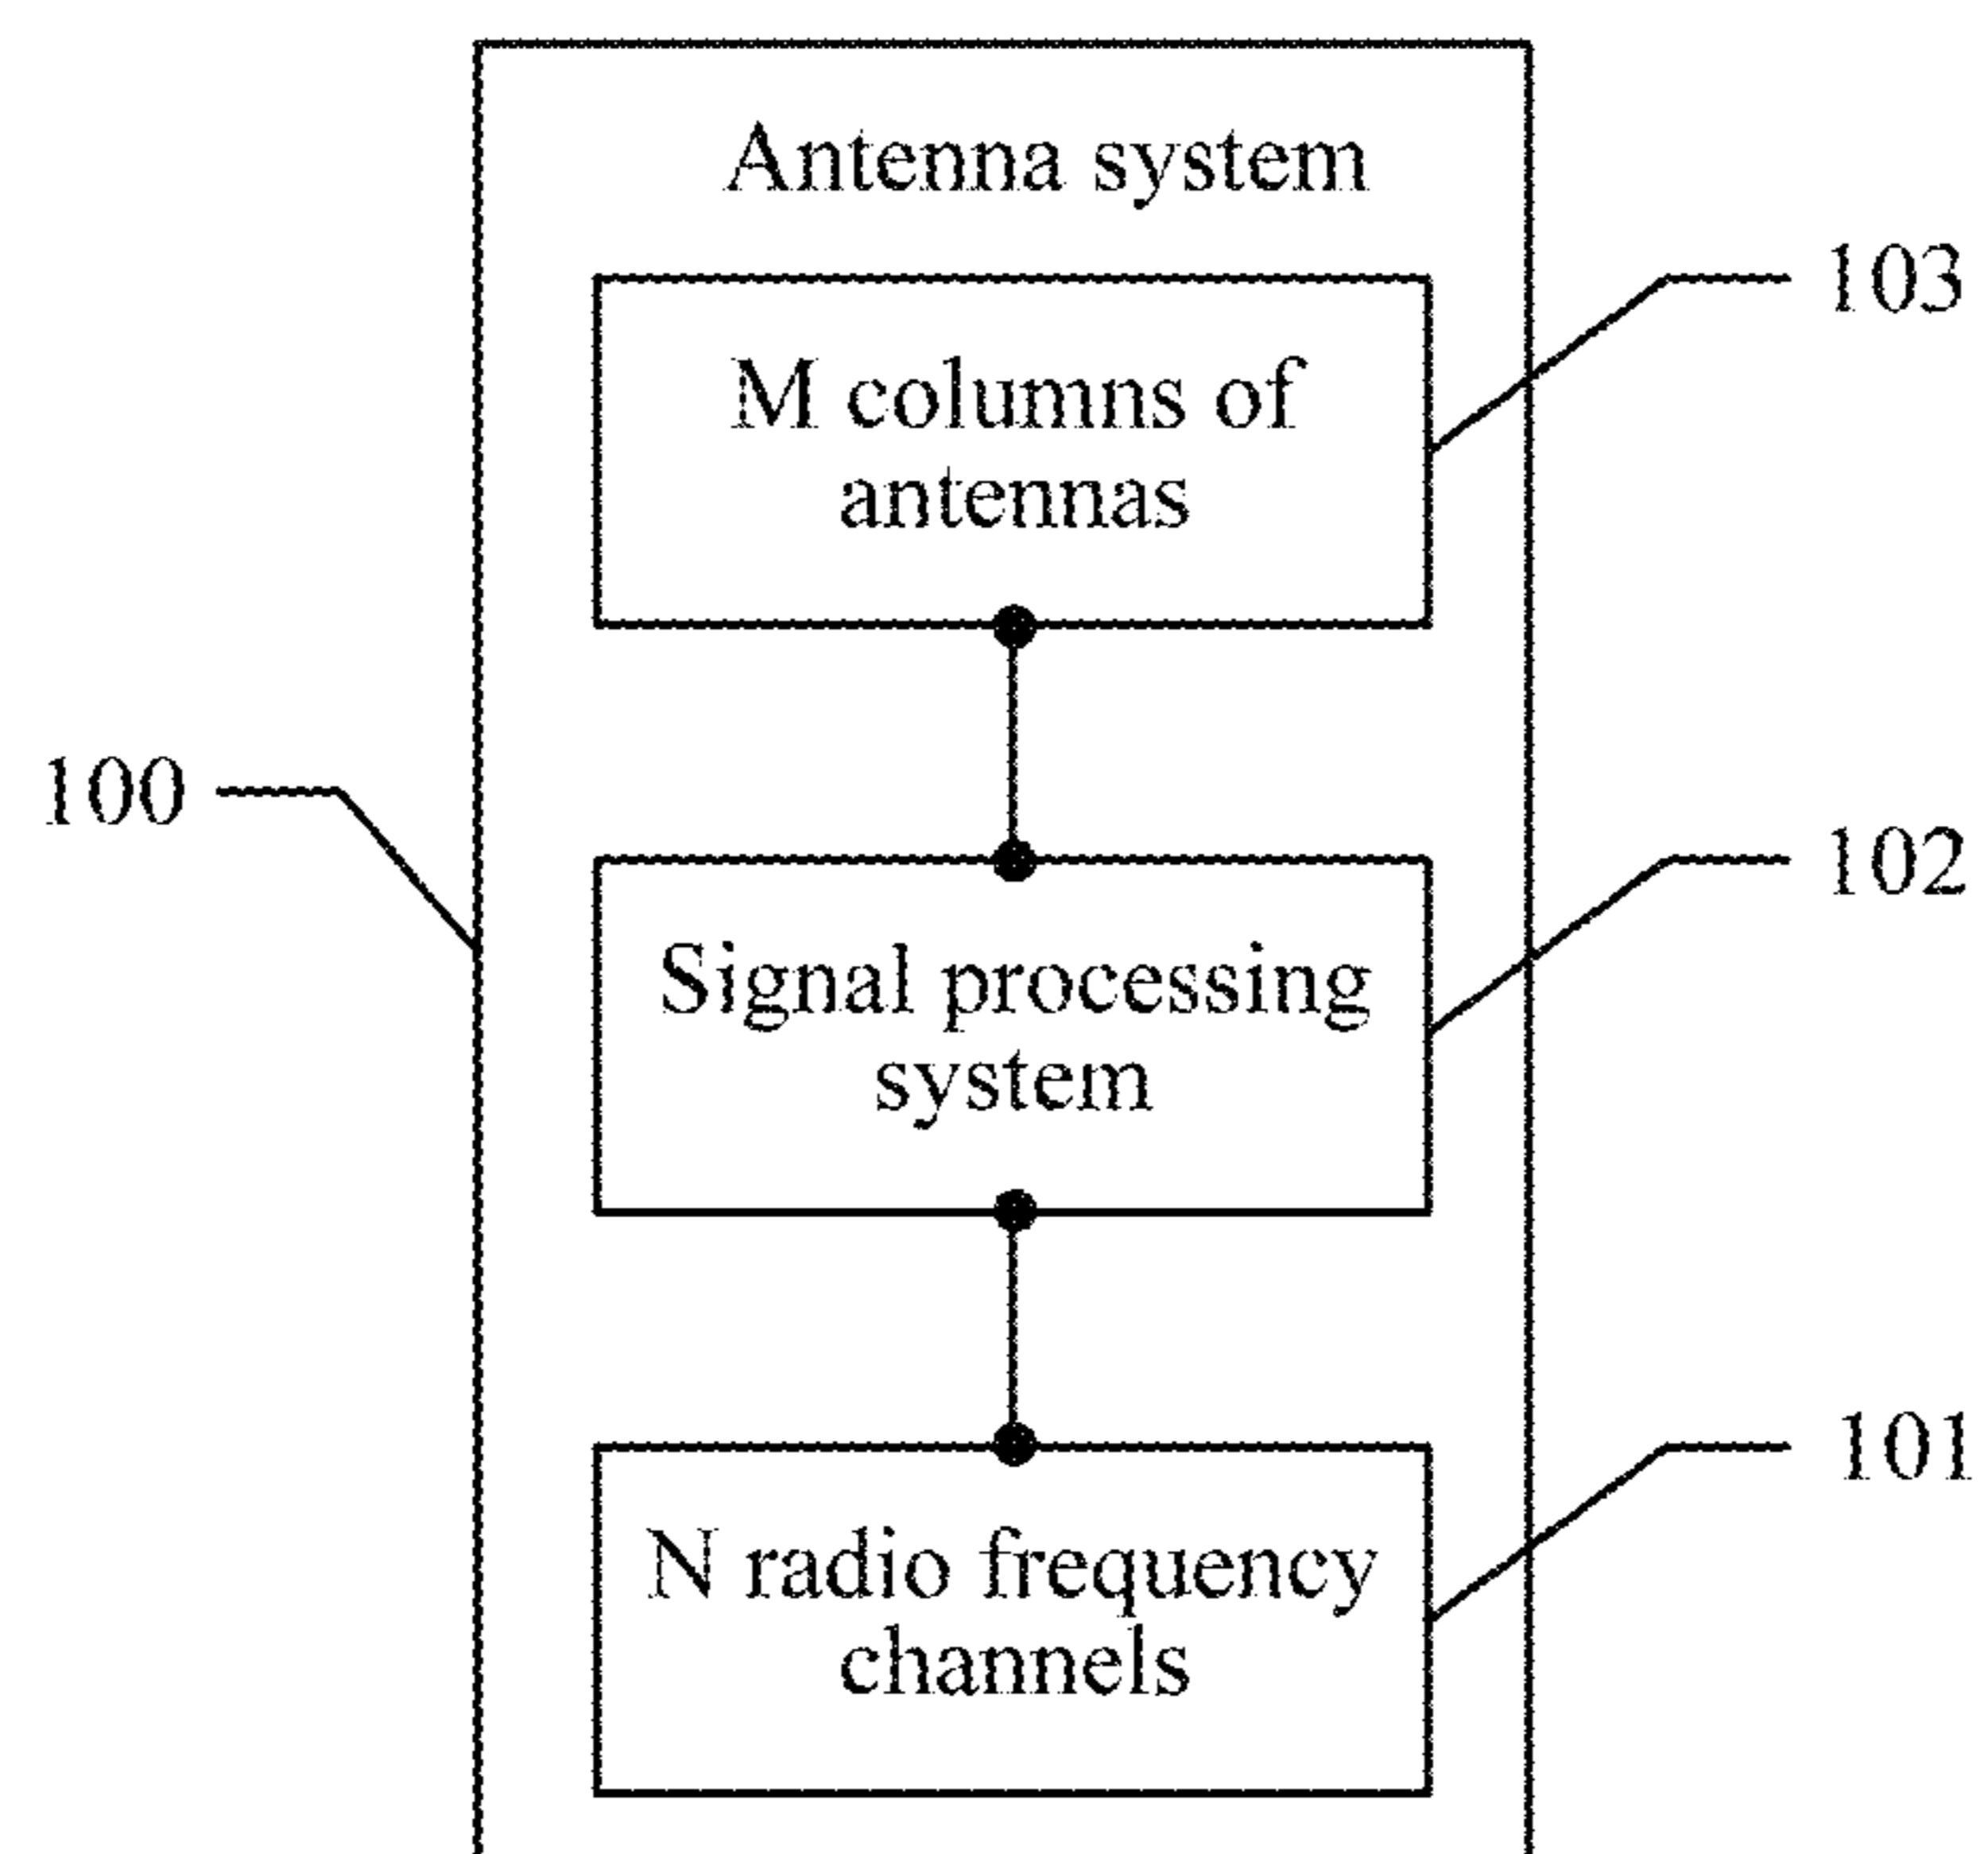 Antenna system
103
M columns of
antennas
100
102
Signal processing
system
101
N radio frequency
channels